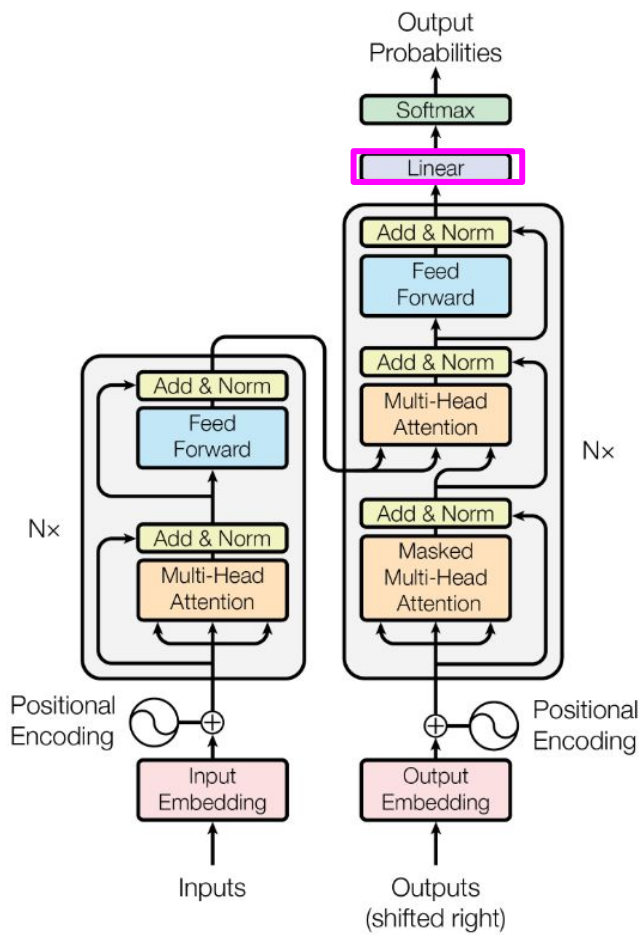 Output
Probabilities
Softmax
Linear
Add & Norm
Feed
Forward
Add & Norm
Multi-Head
Attention
Add & Norm
Masked
Multi-Head
Attention
Nx
Add & Norm
Feed
Forward
Add & Norm
Multi-Head
Attention
Nx
Positional
Encoding
Positional
Encoding
Input
Embedding
Output
Embedding
Inputs
Outputs
(shifted right)